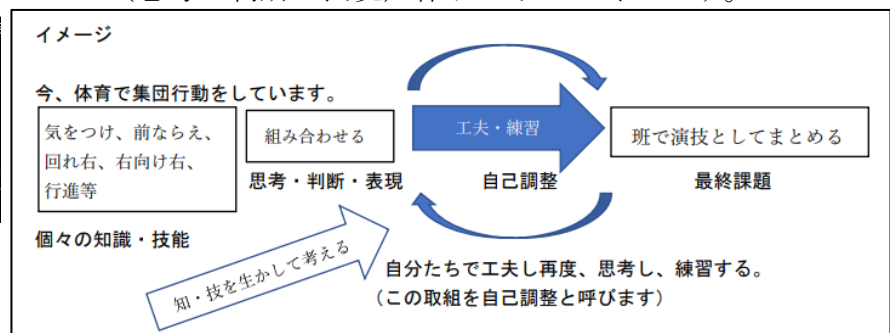 イメージ
今、体育で集団行動をしています。
気をつけ、前ならえ、
回れ右、右向け右、
行進等
組み合わせる
工夫・練習
班で演技としてまとめる
思考・判断・表現
自己調整
最終課題
個々の知識・技能
知・技を生かして考える
自分たちで工夫し再度、思考し、練習する。
(この取組を自己調整と呼びます)